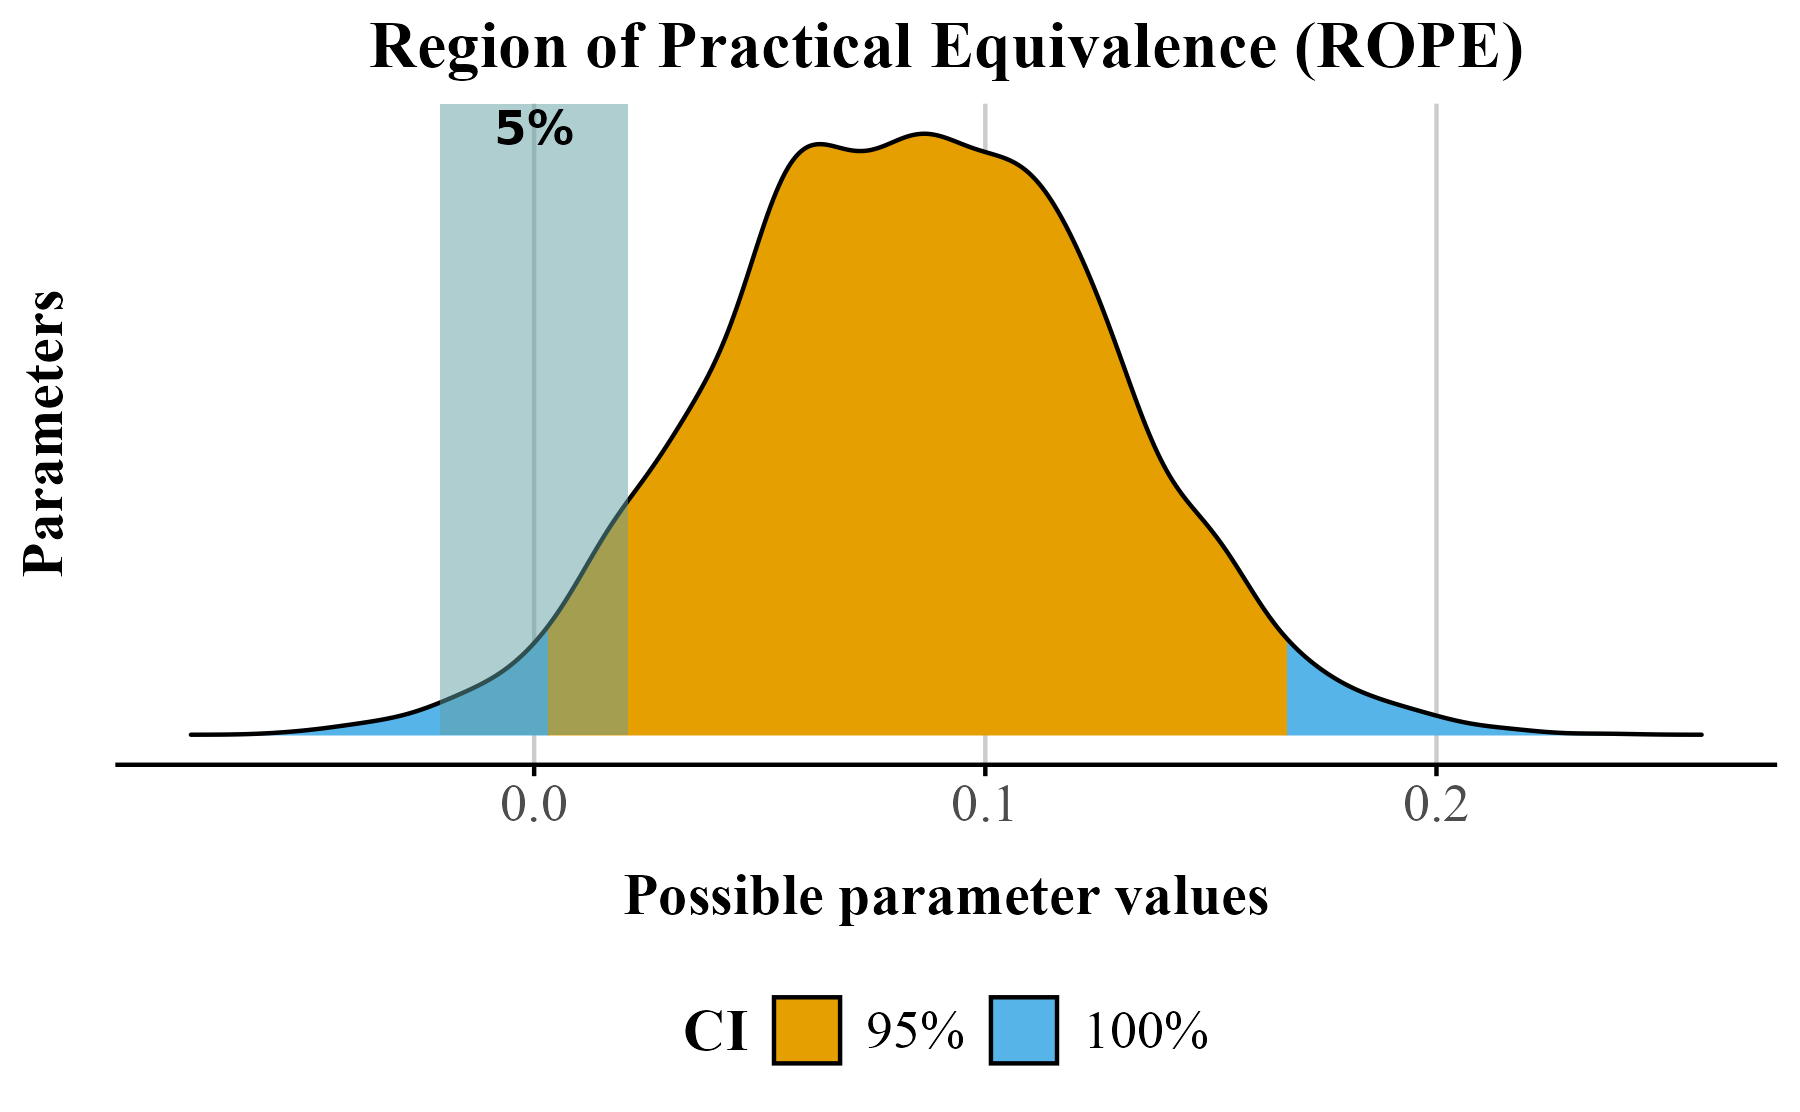 Region of Practical Equivalence (ROPE)
5%
Parameters
0.0 0.1 0.2
Possible parameter values
CI 95% 100%